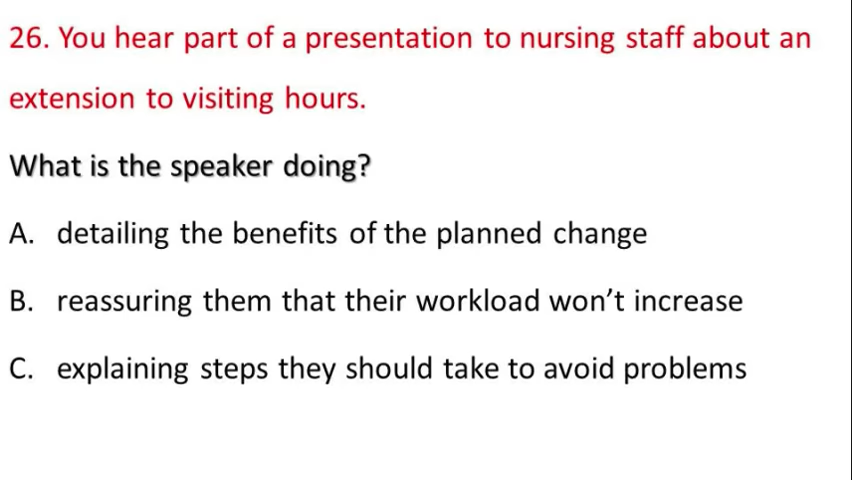 26. You hear part of a presentation to nursing staff about an
extension to visiting hours.
What is the speaker doing?
A. detailing the benefits of the planned change
B. reassuring them that their workload won't increase
C. explaining steps they should take to avoid problems